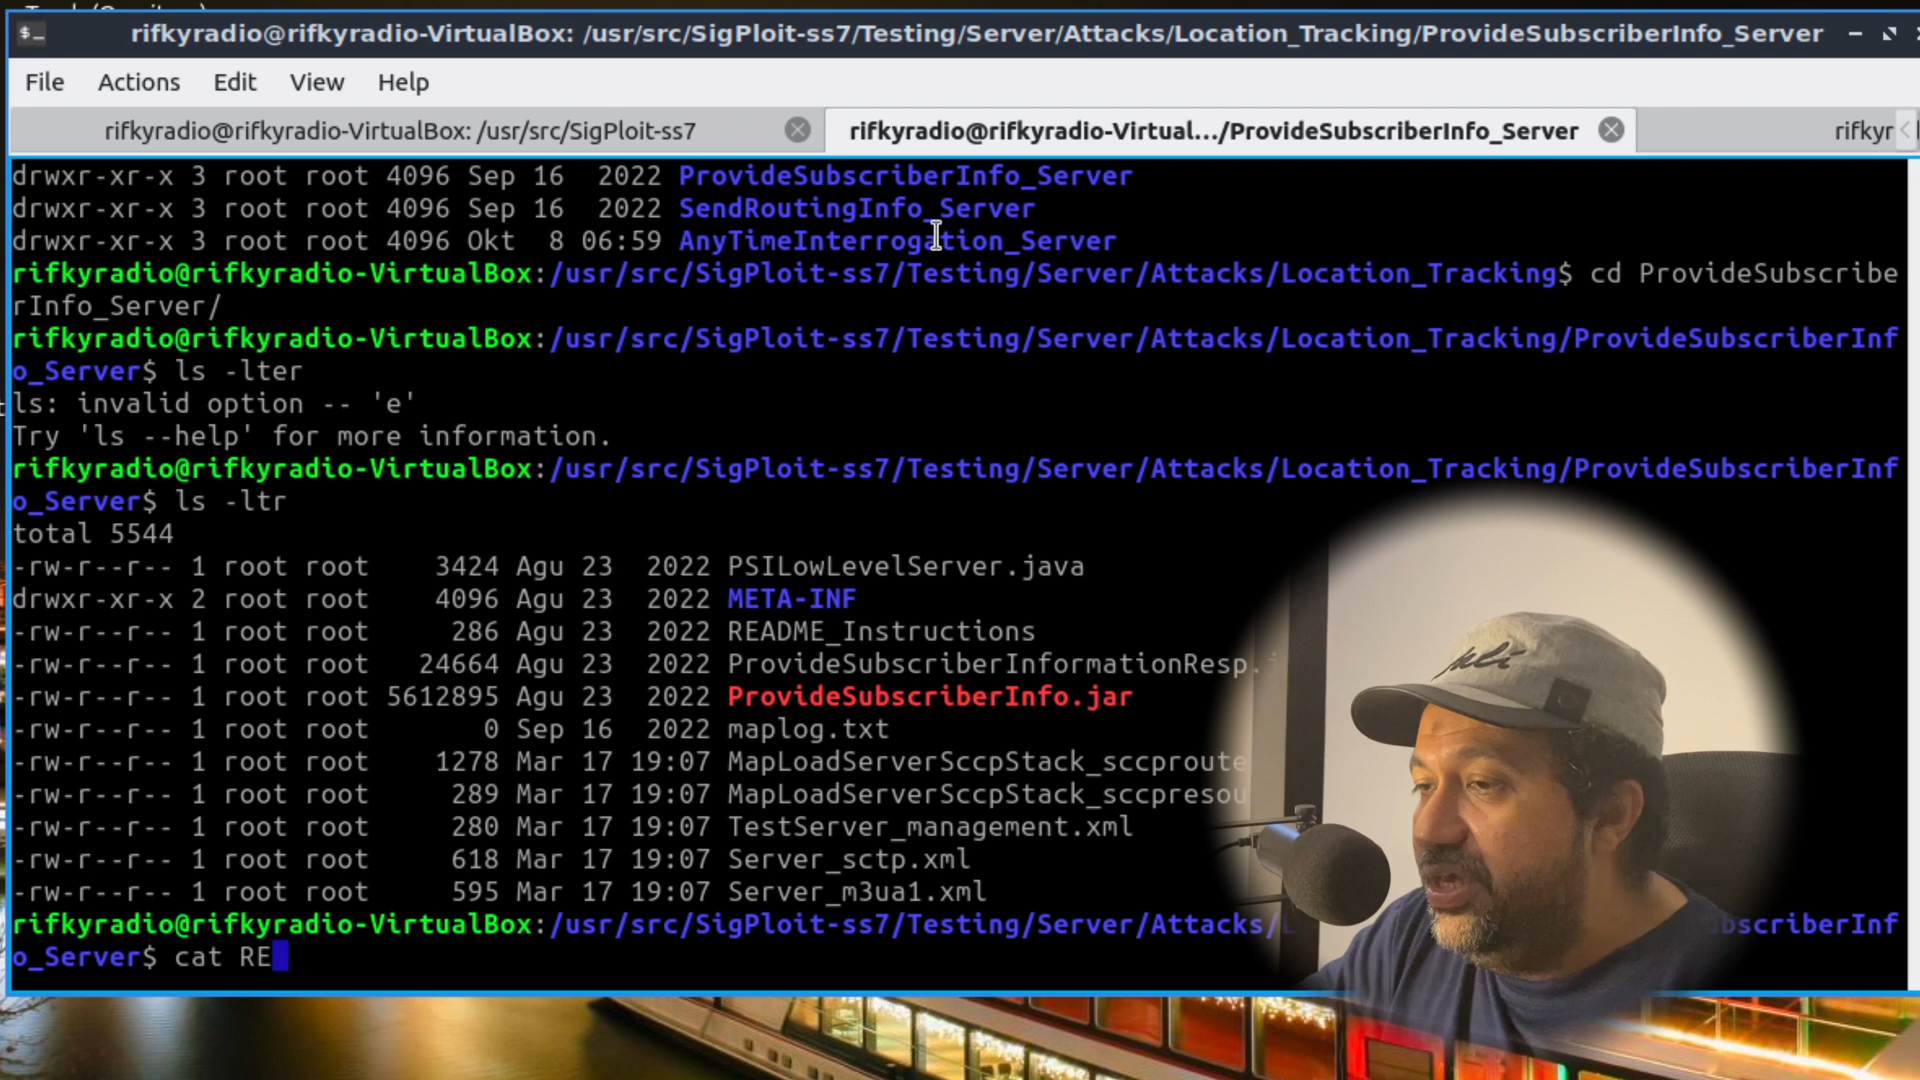 rifkyradio@rifkyradio-VirtualBox: /usr/src/SigPloit-ss7/Testing/Server/Attacks/Location_Tracking/ProvideSubscriberInfo_Server
File Actions Edit View Help
rifkyradio@rifkyradio-VirtualBox: /usr/src/SigPloit-ss7 rifkyradio@rifkyradio-Virtual.../ProvideSubscriberInfo_Server rifkyr
drwxr-xr-x 3 root root 4096 Sep 16  2022 ProvideSubscriberInfo_Server
drwxr-xr-x 3 root root 4096 Sep 16  2022 SendRoutingInfo_Server
drwxr-xr-x 3 root root 4096 Okt  8 06:59 AnyTimeInterrogation_Server
rifkyradio@rifkyradio-VirtualBox:/usr/src/SigPloit-ss7/Testing/Server/Attacks/Location_Tracking$ cd ProvideSubscribe
rInfo_Server/
rifkyradio@rifkyradio-VirtualBox:/usr/src/SigPloit-ss7/Testing/Server/Attacks/Location_Tracking/ProvideSubscriberInf
o_Server$ ls -lter
ls: invalid option -- 'e'
Try 'ls --help' for more information.
rifkyradio@rifkyradio-VirtualBox:/usr/src/SigPloit-ss7/Testing/Server/Attacks/Location_Tracking/ProvideSubscriberInf
o_Server$ ls -ltr
total 5544
-rw-r--r-- 1 root root    3424 Agu 23  2022 PSILowLevelServer.java
drwxr-xr-x 2 root root    4096 Agu 23  2022 META-INF
-rw-r--r-- 1 root root     286 Agu 23  2022 README_Instructions
-rw-r--r-- 1 root root   24664 Agu 23  2022 ProvideSubscriberInformationResp.
-rw-r--r-- 1 root root 5612895 Agu 23  2022 ProvideSubscriberInfo.jar
-rw-r--r-- 1 root root       0 Sep 16  2022 maplog.txt
-rw-r--r-- 1 root root    1278 Mar 17 19:07 MapLoadServerSccpStack_sccproute
-rw-r--r-- 1 root root     289 Mar 17 19:07 MapLoadServerSccpStack_sccpresou
-rw-r--r-- 1 root root     280 Mar 17 19:07 TestServer_management.xml
-rw-r--r-- 1 root root     618 Mar 17 19:07 Server_sctp.xml
-rw-r--r-- 1 root root     595 Mar 17 19:07 Server_m3ua1.xml
rifkyradio@rifkyradio-VirtualBox:/usr/src/SigPloit-ss7/Testing/Server/Attacks/ bscriberInf
o_Server$ cat RE